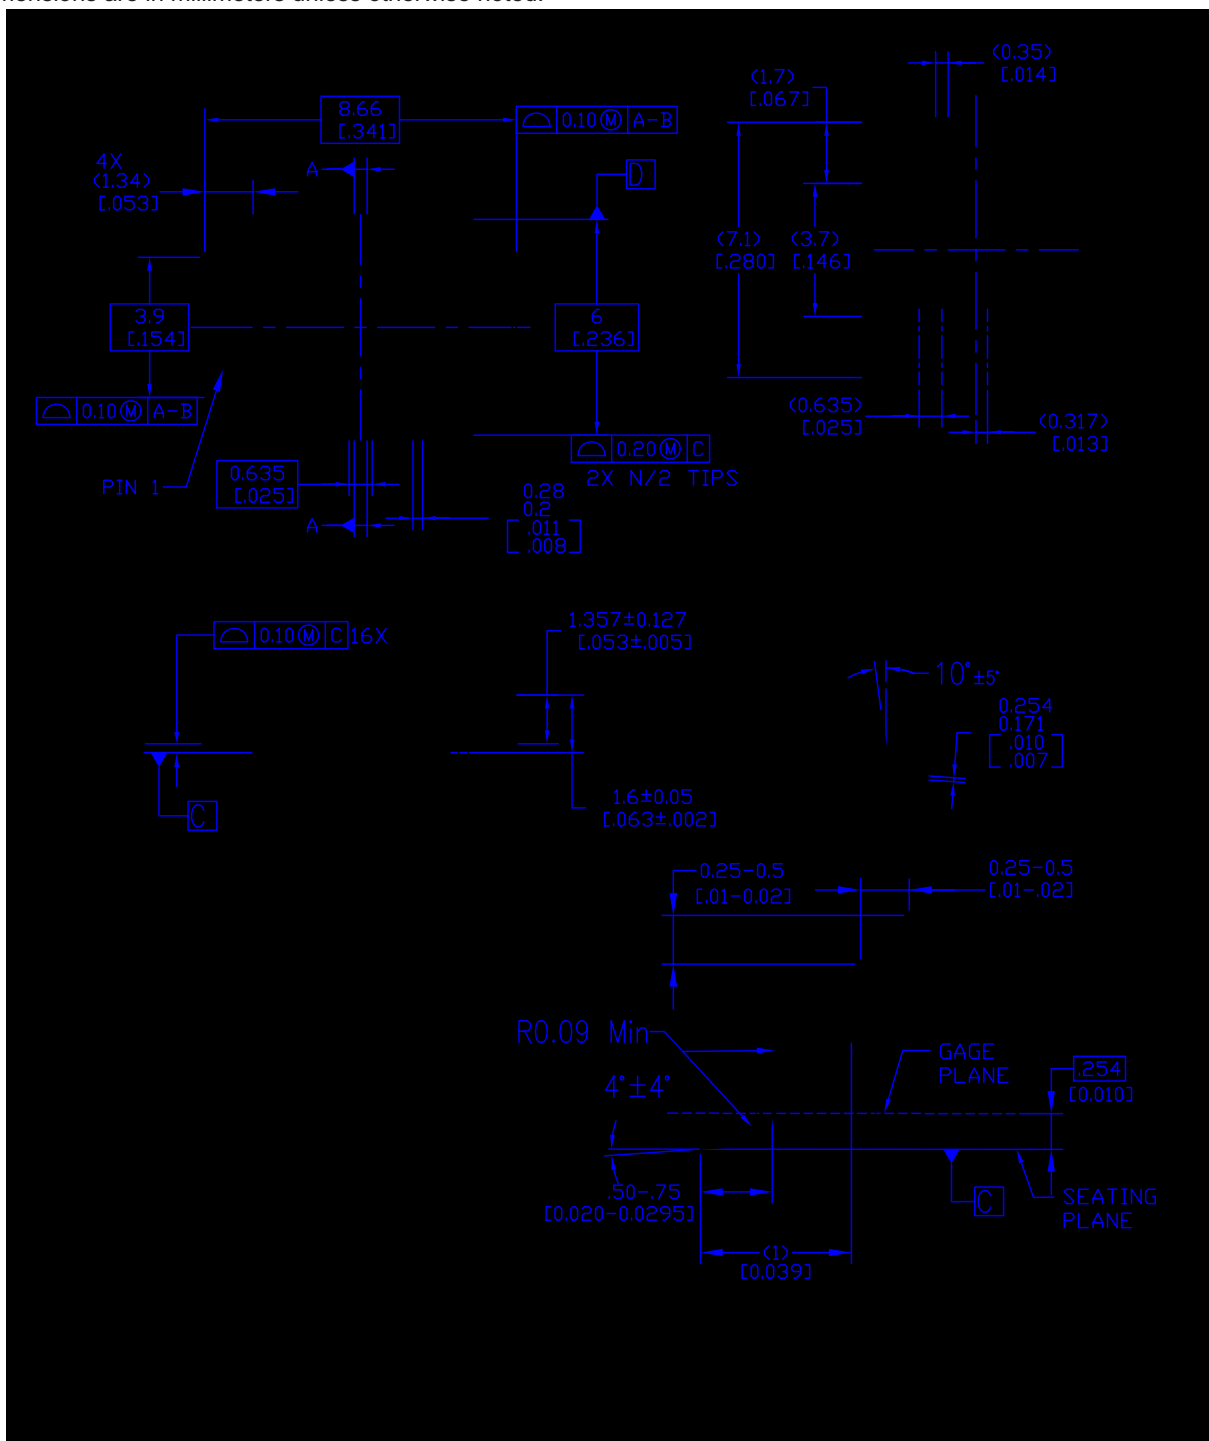 (0.35)
[.014]
(1.7)
[.067]
8.66
[.341]
0.10 Ⓜ A-B
4X
(1.34)
[.053]
A
D
(7.1)
[.280]
(3.7)
[.146]
3.9
[.154]
6
[.236]
0.10 Ⓜ A-B
(0.635)
[.025]
(0.317)
[.013]
0.20 Ⓜ C
2X N/2 TIPS
PIN 1
0.635
[.025]
A
0.28
0.2
.011
.008
0.10 Ⓜ C 16X
1.357±0.127
[.053±.005]
10°±5°
0.254
0.171
.010
.007
C
1.6±0.05
[.063±.002]
0.25-0.5
[.01-0.02]
0.25-0.5
[.01-.02]
R0.09 Min
GAGE
PLANE
.254
[0.010]
4°±4°
.50-.75
[0.020-0.0295]
C
SEATING
PLANE
(1)
[0.039]